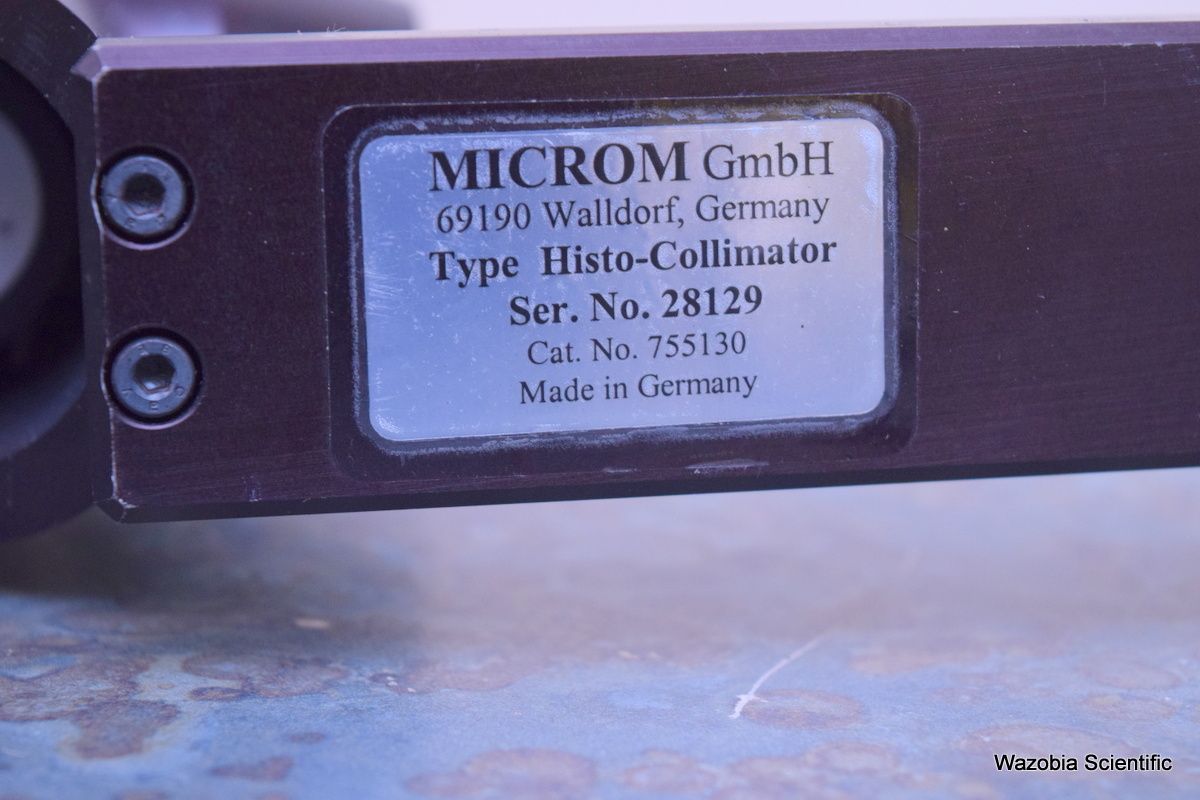 MICROM GmbH
69190 Walldorf, Germany
Type Histo-Collimator
Ser. No. 28129
Cat. No. 755130
Made in Germany
Wazobia Scientific